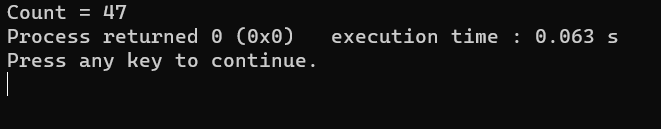 Count = 47
Process returned 0 (0x0)   execution time : 0.063 s
Press any key to continue.